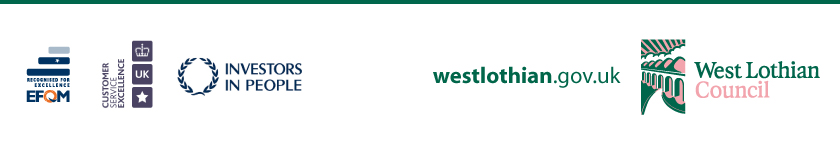 RECOGNISED FOR
EXCELLENCE
EFQM
CUSTOMER
SERVICE
EXCELLENCE
UK
INVESTORS
IN PEOPLE
westlothian.gov.uk
West Lothian
Council